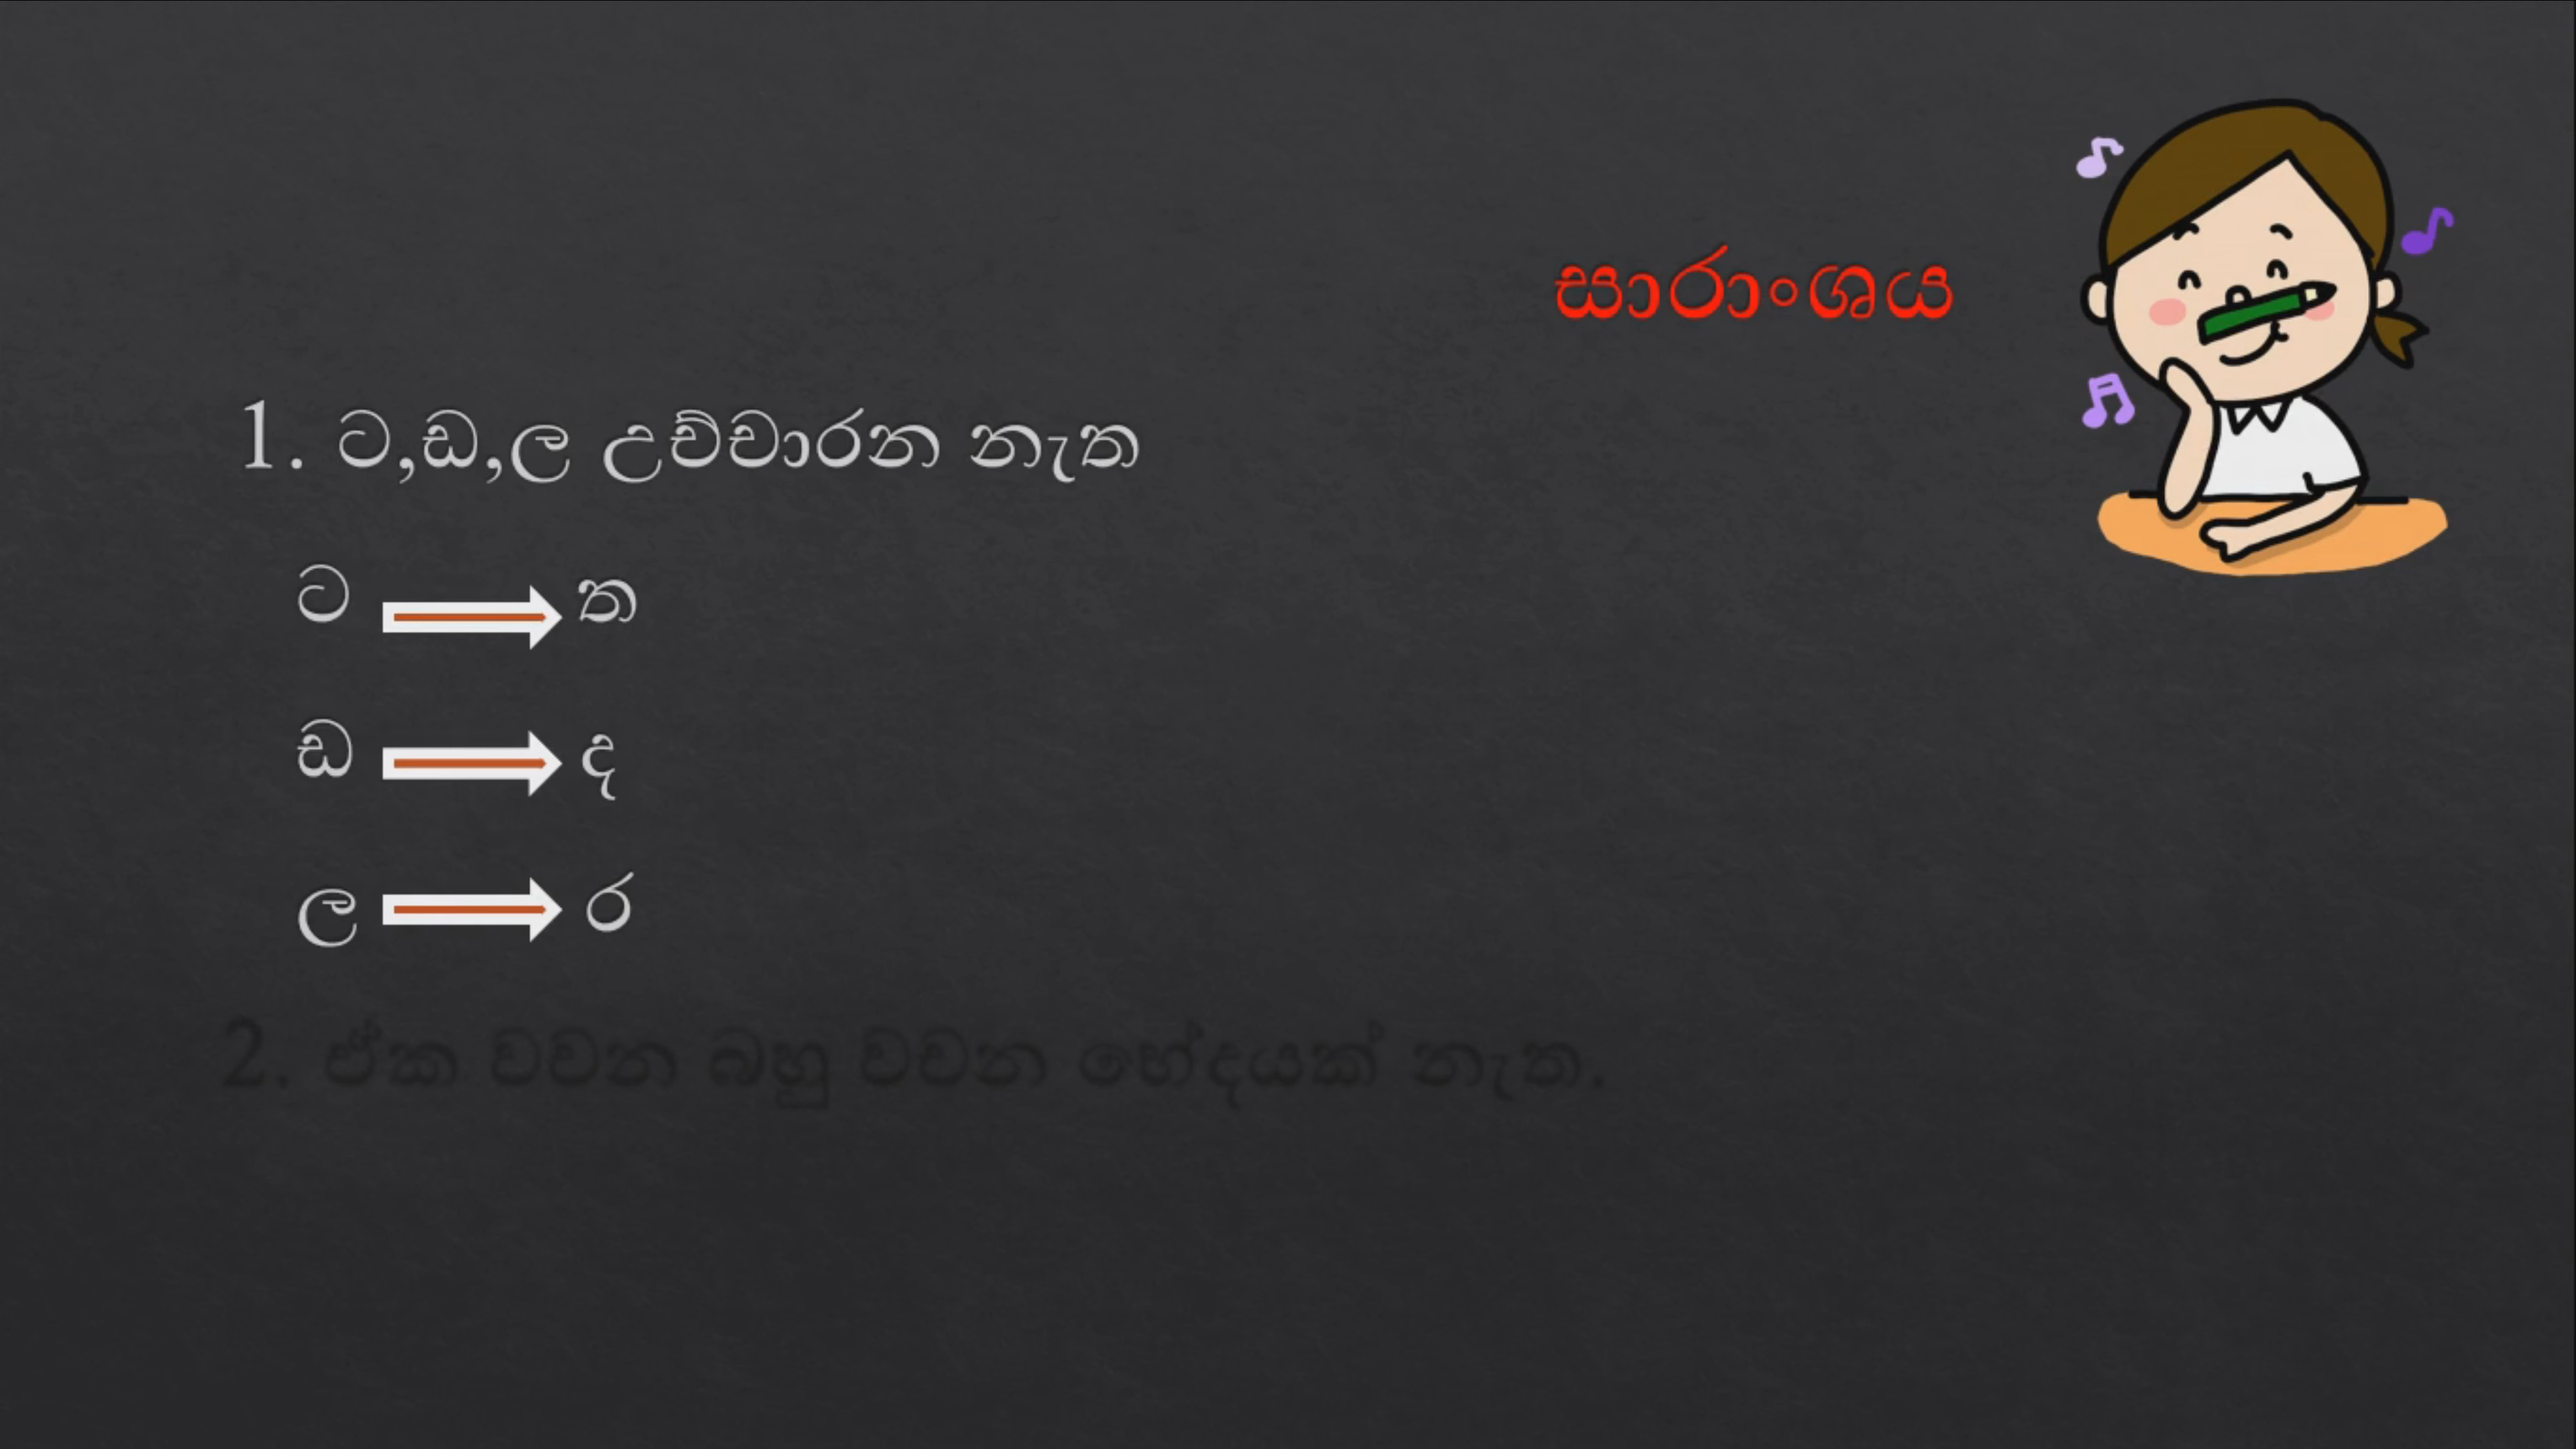 සාරාංශය
1. ට,ඩ,ල උච්චාරන නැත
ට ත
ඩ ද
ල ර
2. ඒක වචන බහු වචන භේදයක් නැත.